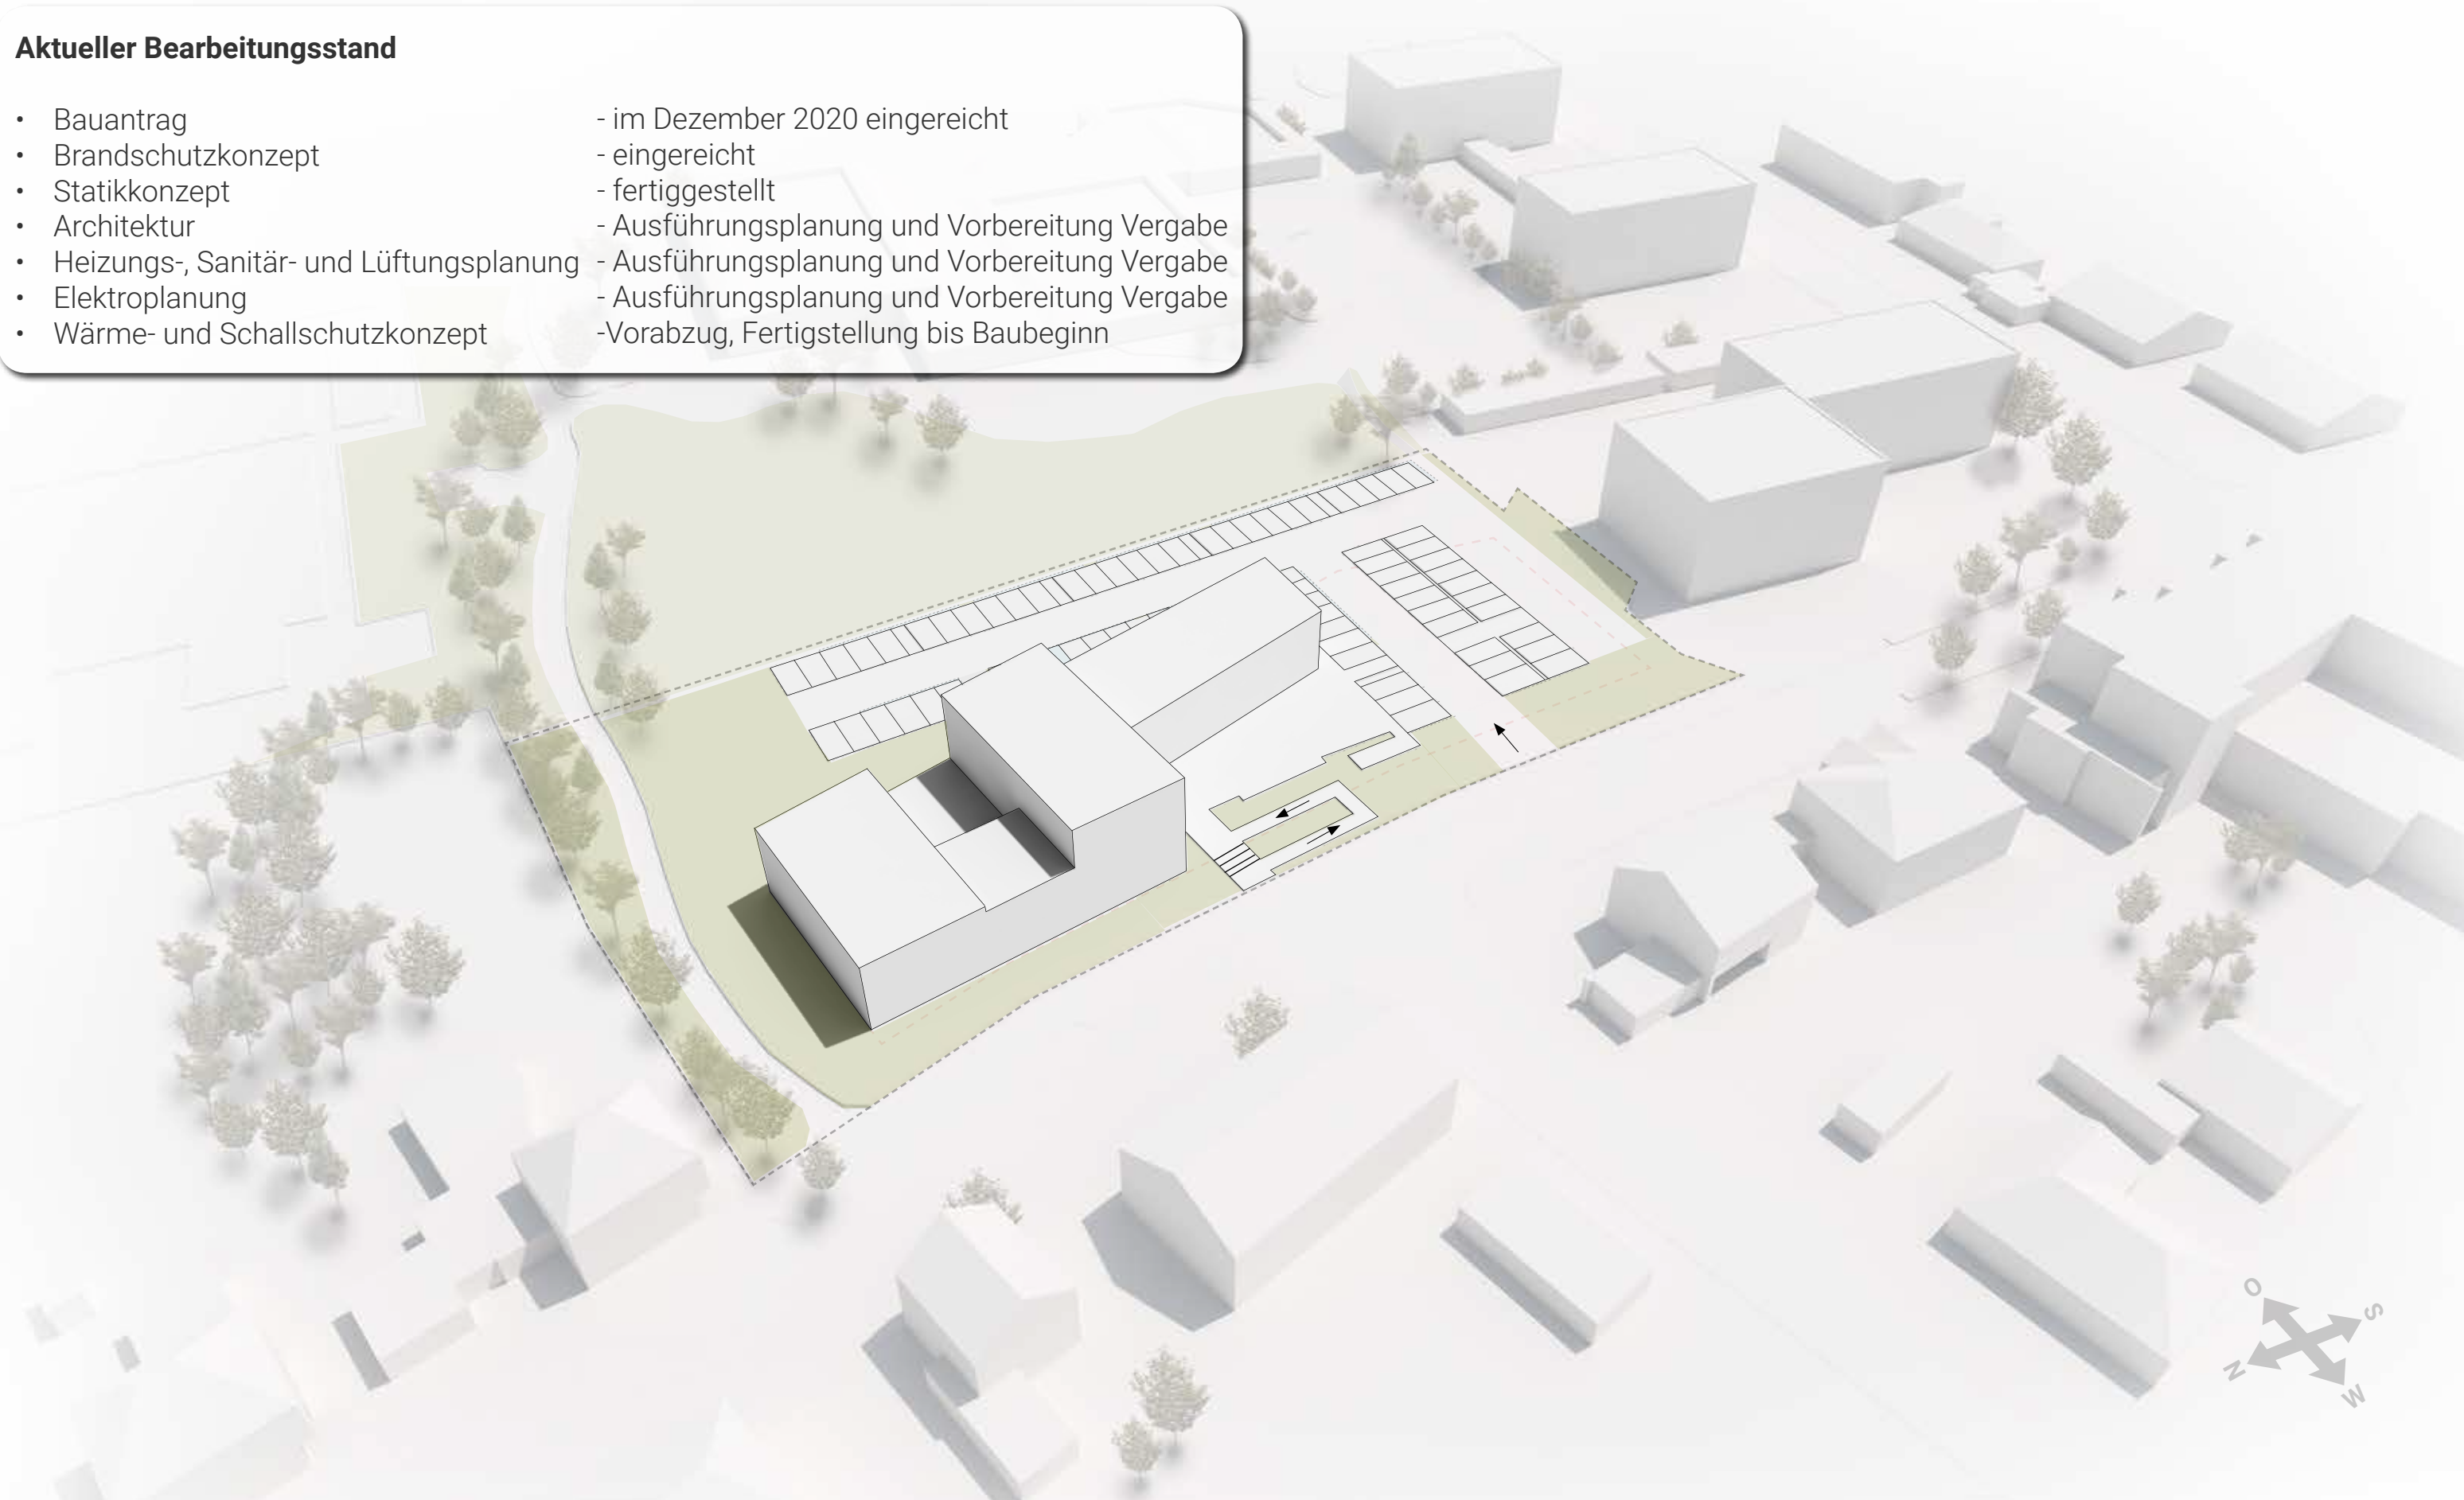 Aktueller Bearbeitungsstand
• Bauantrag - im Dezember 2020 eingereicht
• Brandschutzkonzept - eingereicht
• Statikkonzept - fertiggestellt
• Architektur - Ausführungsplanung und Vorbereitung Vergabe
• Heizungs-, Sanitär- und Lüftungsplanung - Ausführungsplanung und Vorbereitung Vergabe
• Elektroplanung - Ausführungsplanung und Vorbereitung Vergabe
• Wärme- und Schallschutzkonzept -Vorabzug, Fertigstellung bis Baubeginn
O
S
N
W